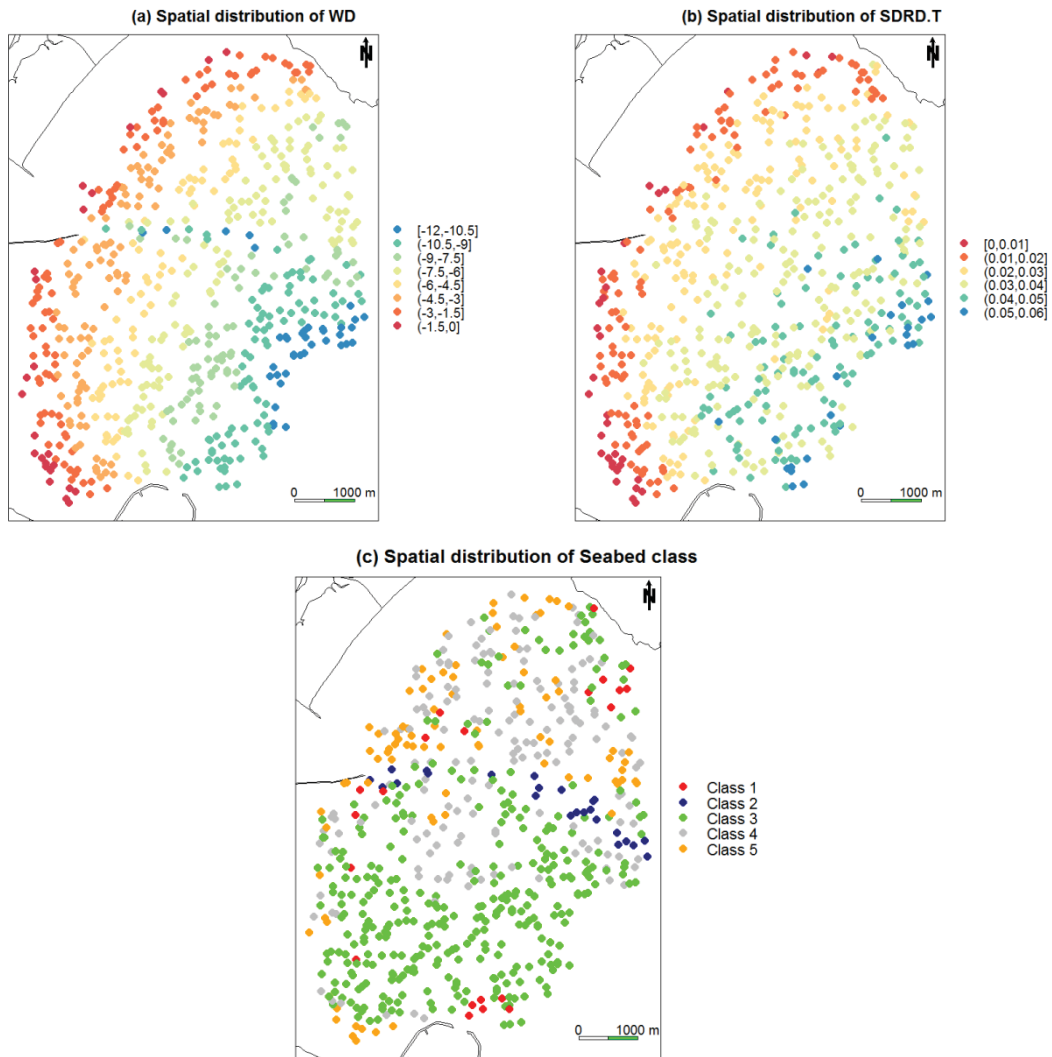 (a) Spatial distribution of WD
N
[-12,-10.5]
(-10.5,-9]
(-9,-7.5]
(-7.5,-6]
(-6,-4.5]
(-4.5,-3]
(-3,-1.5]
(-1.5,0]
0 1000 m
(b) Spatial distribution of SDRD.T
N
[0,0.01]
(0.01,0.02]
(0.02,0.03]
(0.03,0.04]
(0.04,0.05]
(0.05,0.06]
0 1000 m
(c) Spatial distribution of Seabed class
N
Class 1
Class 2
Class 3
Class 4
Class 5
0 1000 m